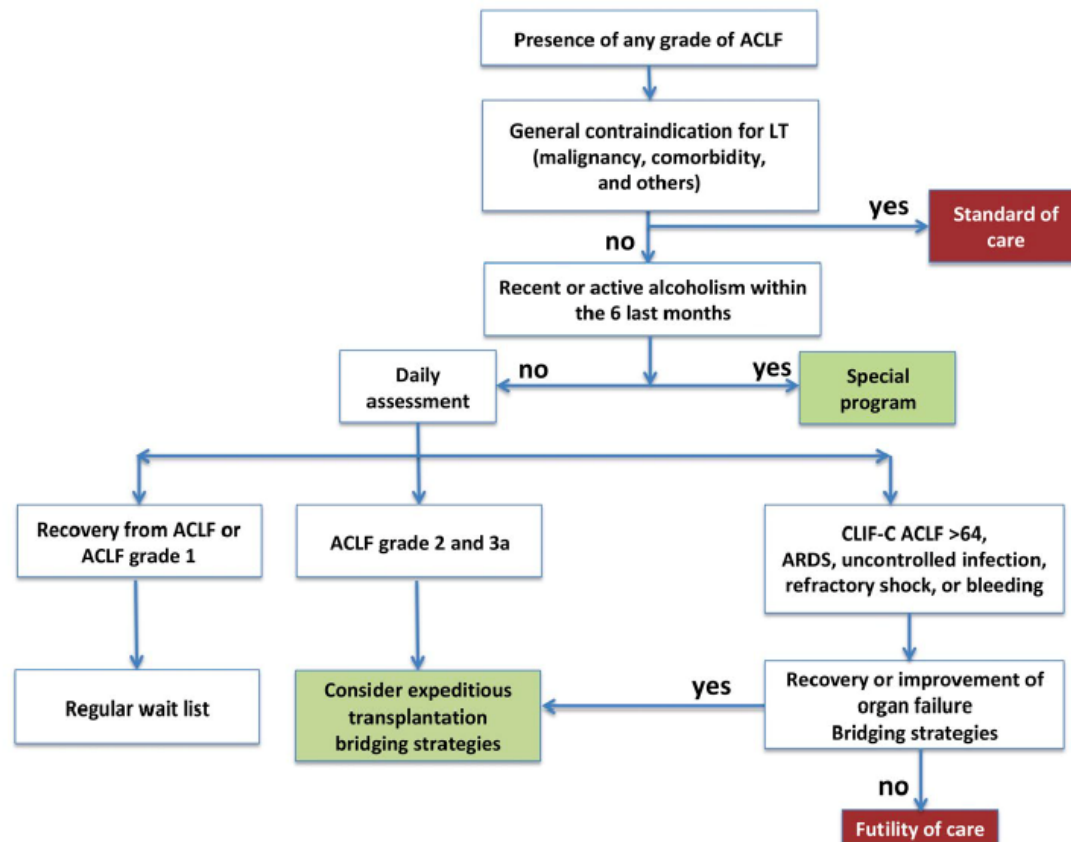 Presence of any grade of ACLF
General contraindication for LT
(malignancy, comorbidity,
and others)
yes
Standard of
care
no
Recent or active alcoholism within
the 6 last months
no
yes
Daily
assessment
Special
program
Recovery from ACLF or
ACLF grade 1
ACLF grade 2 and 3a
CLIF-C ACLF >64,
ARDS, uncontrolled infection,
refractory shock, or bleeding
Regular wait list
Consider expeditious
transplantation
bridging strategies
yes
Recovery or improvement of
organ failure
Bridging strategies
no
Futility of care